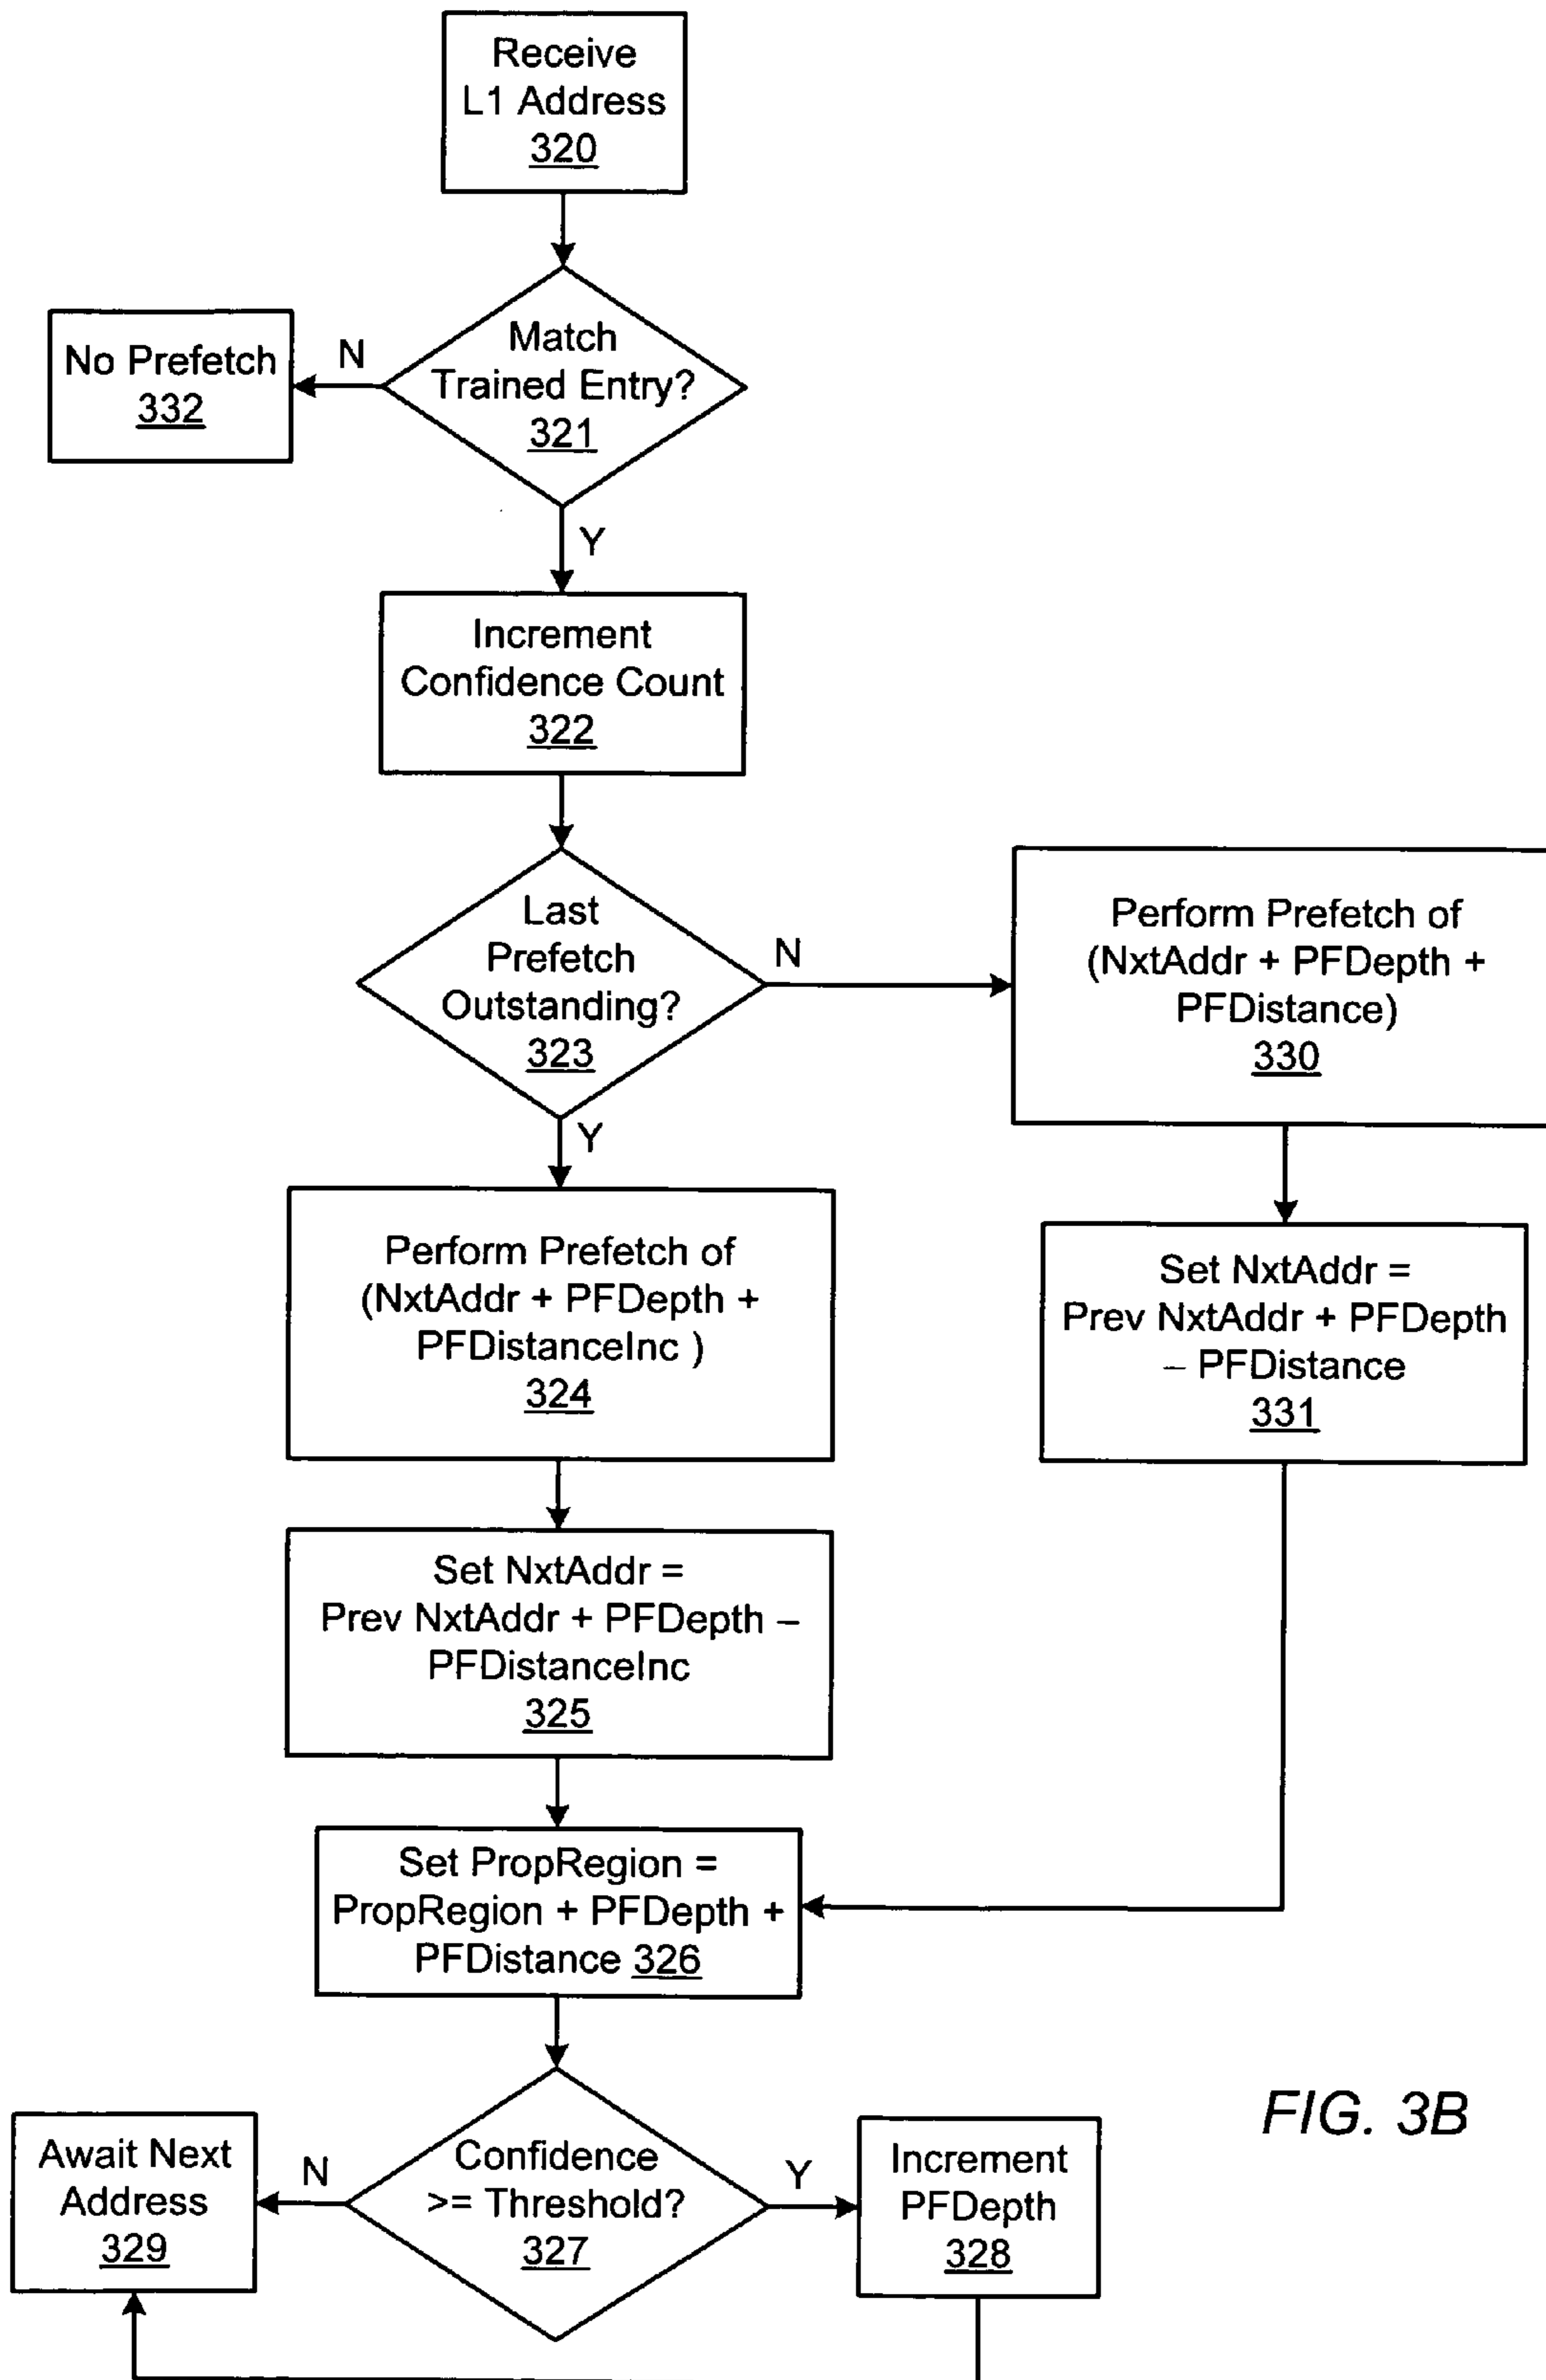 Receive
L1 Address
320
Match
Trained Entry?
321
N
No Prefetch
332
Y
Increment
Confidence Count
322
Last
Prefetch
Outstanding?
323
N
Perform Prefetch of
(NxtAddr + PFDepth +
PFDistance)
330
Y
Perform Prefetch of
(NxtAddr + PFDepth +
PFDistanceInc )
324
Set NxtAddr =
Prev NxtAddr + PFDepth
– PFDistance
331
Set NxtAddr =
Prev NxtAddr + PFDepth –
PFDistanceInc
325
Set PropRegion =
PropRegion + PFDepth +
PFDistance 326
Confidence
>= Threshold?
327
N
Await Next
Address
329
Y
Increment
PFDepth
328
FIG. 3B